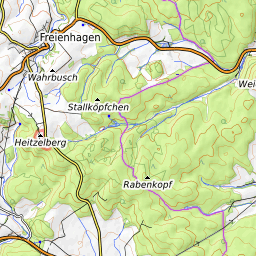 Freienhagen
Wahrbusch
Wei
Stallköpfchen
Heitzelberg
Rabenkopf